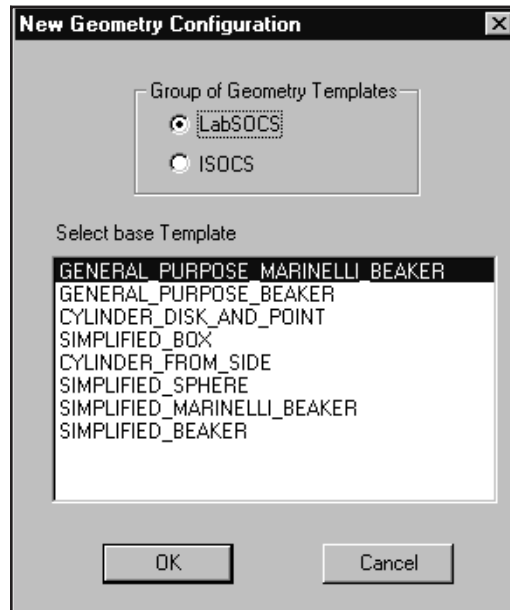 New Geometry Configuration
Group of Geometry Templates
LabSOCS
ISOCS
Select base Template
GENERAL_PURPOSE_MARINELLI_BEAKER
GENERAL_PURPOSE_BEAKER
CYLINDER_DISK_AND_POINT
SIMPLIFIED_BOX
CYLINDER_FROM_SIDE
SIMPLIFIED_SPHERE
SIMPLIFIED_MARINELLI_BEAKER
SIMPLIFIED_BEAKER
OK Cancel